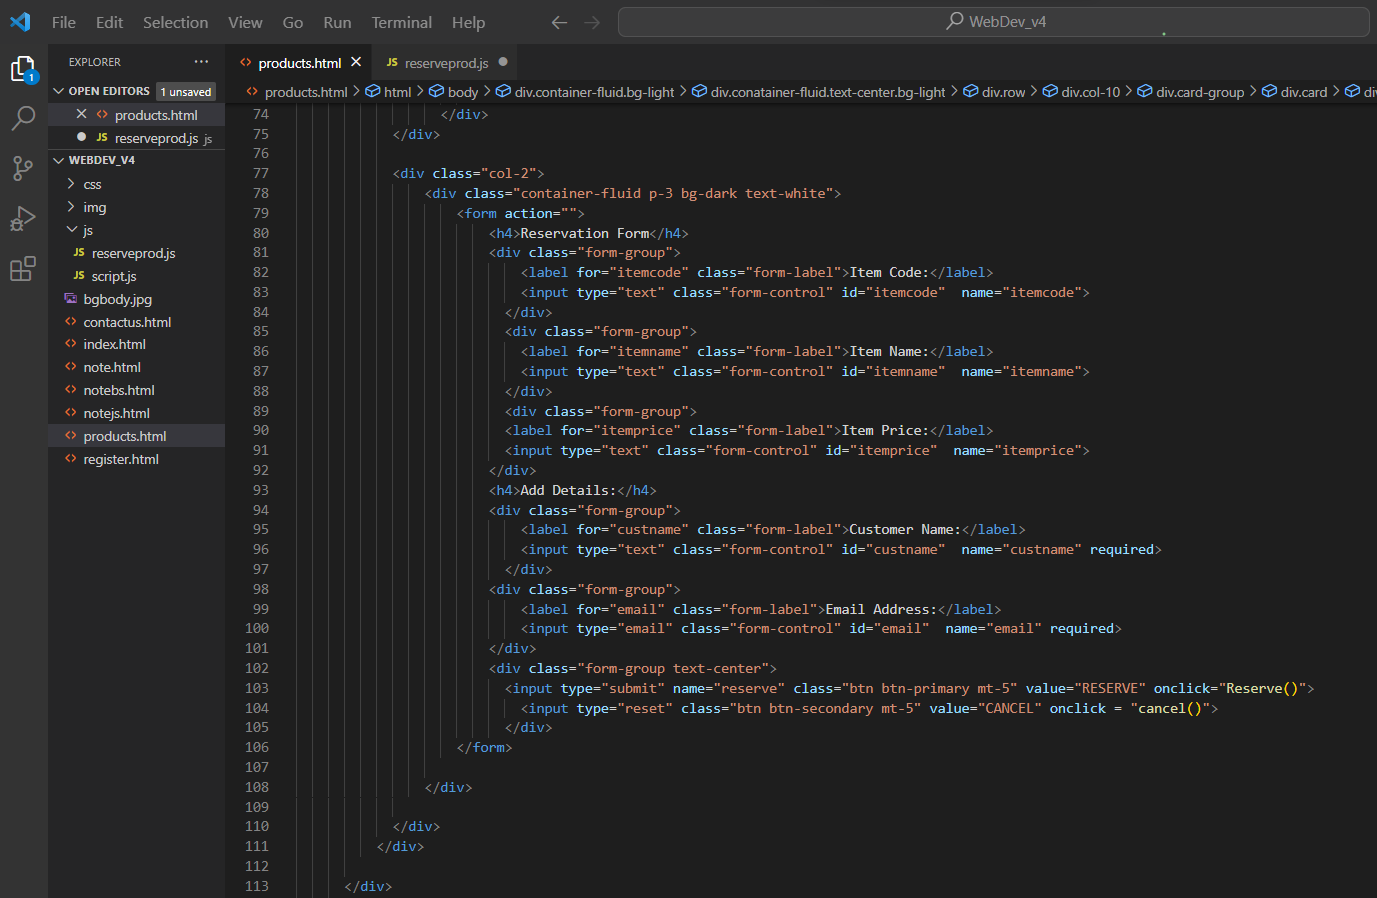 File Edit Selection View Go Run Terminal Help WebDev_v4
EXPLORER
OPEN EDITORS 1 unsaved
products.html
JS reserveprod.js js
WEBDEV_V4
css
img
js
JS reserveprod.js
JS script.js
bgbody.jpg
contactus.html
index.html
note.html
notebs.html
notejs.html
products.html
register.html
1
products.html JS reserveprod.js
products.html > html > body > div.container-fluid.bg-light > div.conatainer-fluid.text-center.bg-light > div.row > div.col-10 > div.card-group > div.card > div
74 </div>
75 </div>
76
77 <div class="col-2">
78 <div class="container-fluid p-3 bg-dark text-white">
79 <form action="">
80 <h4>Reservation Form</h4>
81 <div class="form-group">
82 <label for="itemcode" class="form-label">Item Code:</label>
83 <input type="text" class="form-control" id="itemcode"  name="itemcode">
84 </div>
85 <div class="form-group">
86 <label for="itemname" class="form-label">Item Name:</label>
87 <input type="text" class="form-control" id="itemname"  name="itemname">
88 </div>
89 <div class="form-group">
90 <label for="itemprice" class="form-label">Item Price:</label>
91 <input type="text" class="form-control" id="itemprice"  name="itemprice">
92 </div>
93 <h4>Add Details:</h4>
94 <div class="form-group">
95 <label for="custname" class="form-label">Customer Name:</label>
96 <input type="text" class="form-control" id="custname"  name="custname" required>
97 </div>
98 <div class="form-group">
99 <label for="email" class="form-label">Email Address:</label>
100 <input type="email" class="form-control" id="email"  name="email" required>
101 </div>
102 <div class="form-group text-center">
103 <input type="submit" name="reserve" class="btn btn-primary mt-5" value="RESERVE" onclick="Reserve()">
104 <input type="reset" class="btn btn-secondary mt-5" value="CANCEL" onclick = "cancel()">
105 </div>
106 </form>
107
108 </div>
109
110 </div>
111 </div>
112
113 </div>